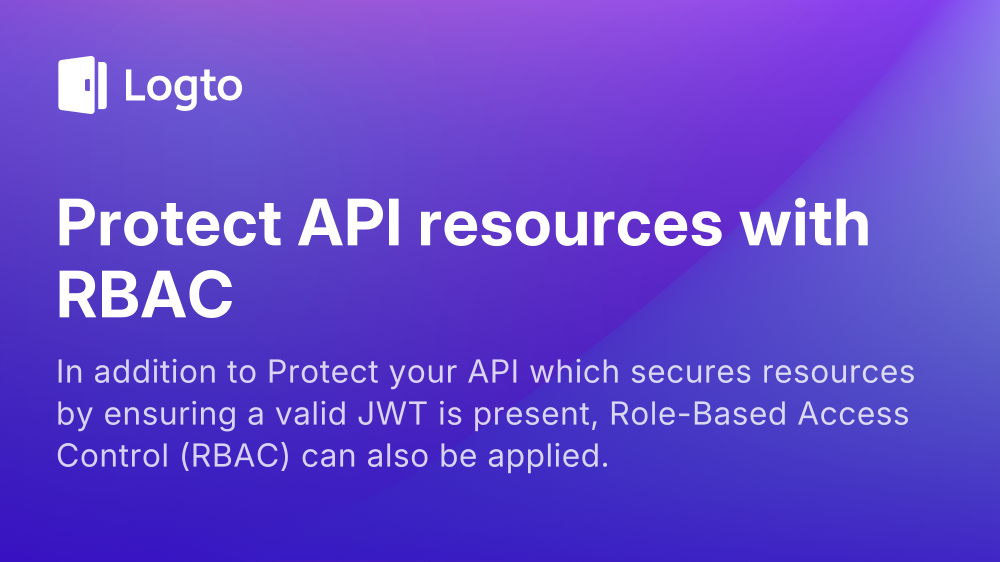 Logto
Protect API resources with
RBAC
In addition to Protect your API which secures resources
by ensuring a valid JWT is present, Role-Based Access
Control (RBAC) can also be applied.